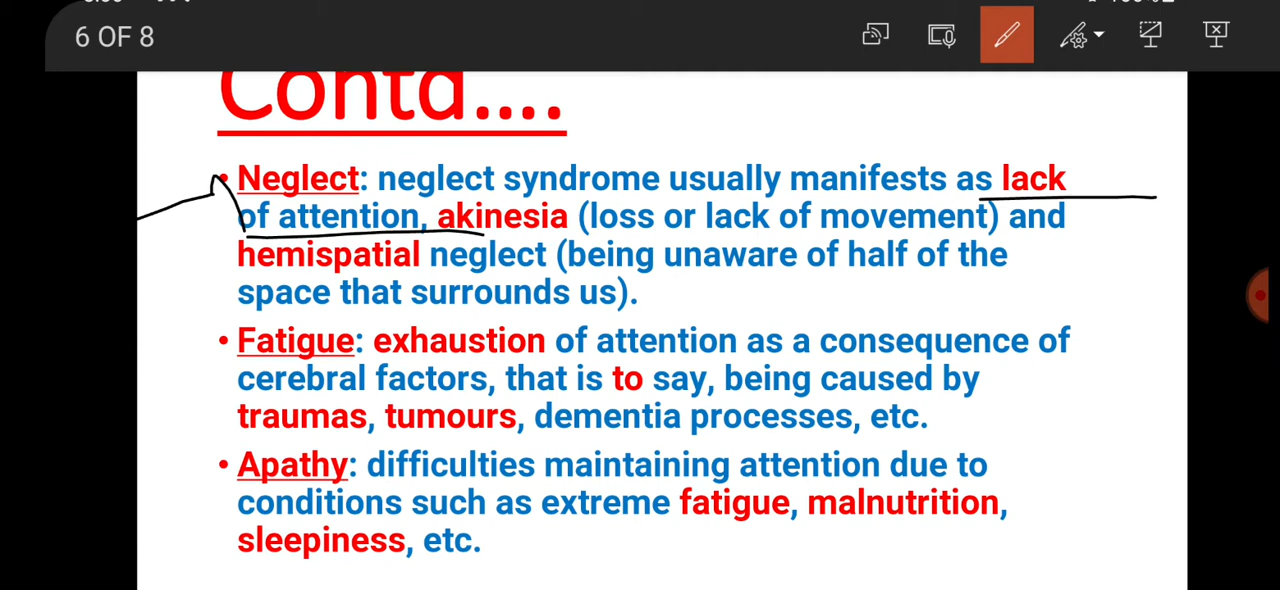 6 OF 8
Contd....
• Neglect: neglect syndrome usually manifests as lack
of attention, akinesia (loss or lack of movement) and
hemispatial neglect (being unaware of half of the
space that surrounds us).
• Fatigue: exhaustion of attention as a consequence of
cerebral factors, that is to say, being caused by
traumas, tumours, dementia processes, etc.
• Apathy: difficulties maintaining attention due to
conditions such as extreme fatigue, malnutrition,
sleepiness, etc.